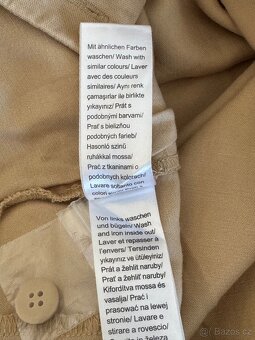 Mit ähnlichen Farben
waschen/ Wash with
similar colours/ Laver
avec des couleurs
similaires/ Aynı renk
çamaşırlar ile birlikte
yıkayınız/ Prát s
podobnými barvami/
Prať s bielizňou
podobných farieb/
Hasonló színű
ruhákkal mossa/
Prać z tkaninami o
podobnych kolorach/
Lavare soltanto con
Von links waschen
und bügeln/ Wash
and iron inside out/
Laver et repasser à
l'envers/ Tersinden
yıkayınız ve ütüleyiniz/
Prát a žehlit naruby/
Prať a žehliť naruby/
Kifordítva mossa és
vasalja/ Prać i
prasować na lewej
stronie/ Lavare e
stirare a rovescio/